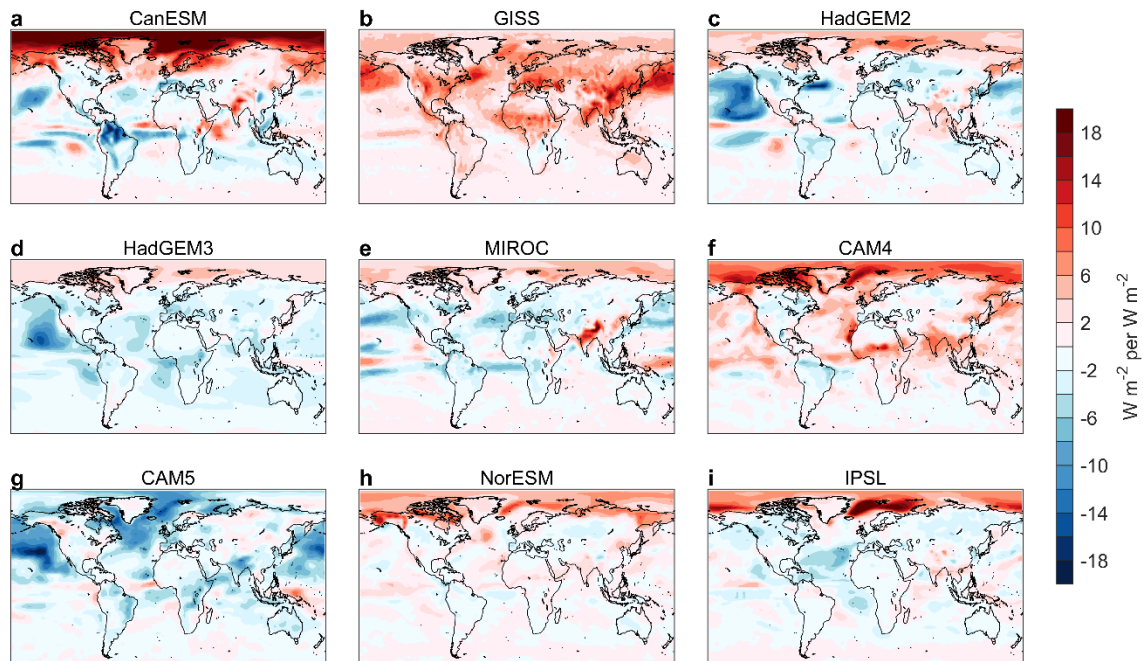 a CanESM
b GISS
c HadGEM2
d HadGEM3
e MIROC
f CAM4
g CAM5
h NorESM
i IPSL
18
14
10
6
2
-2
-6
-10
-14
-18
W m⁻² per W m⁻²